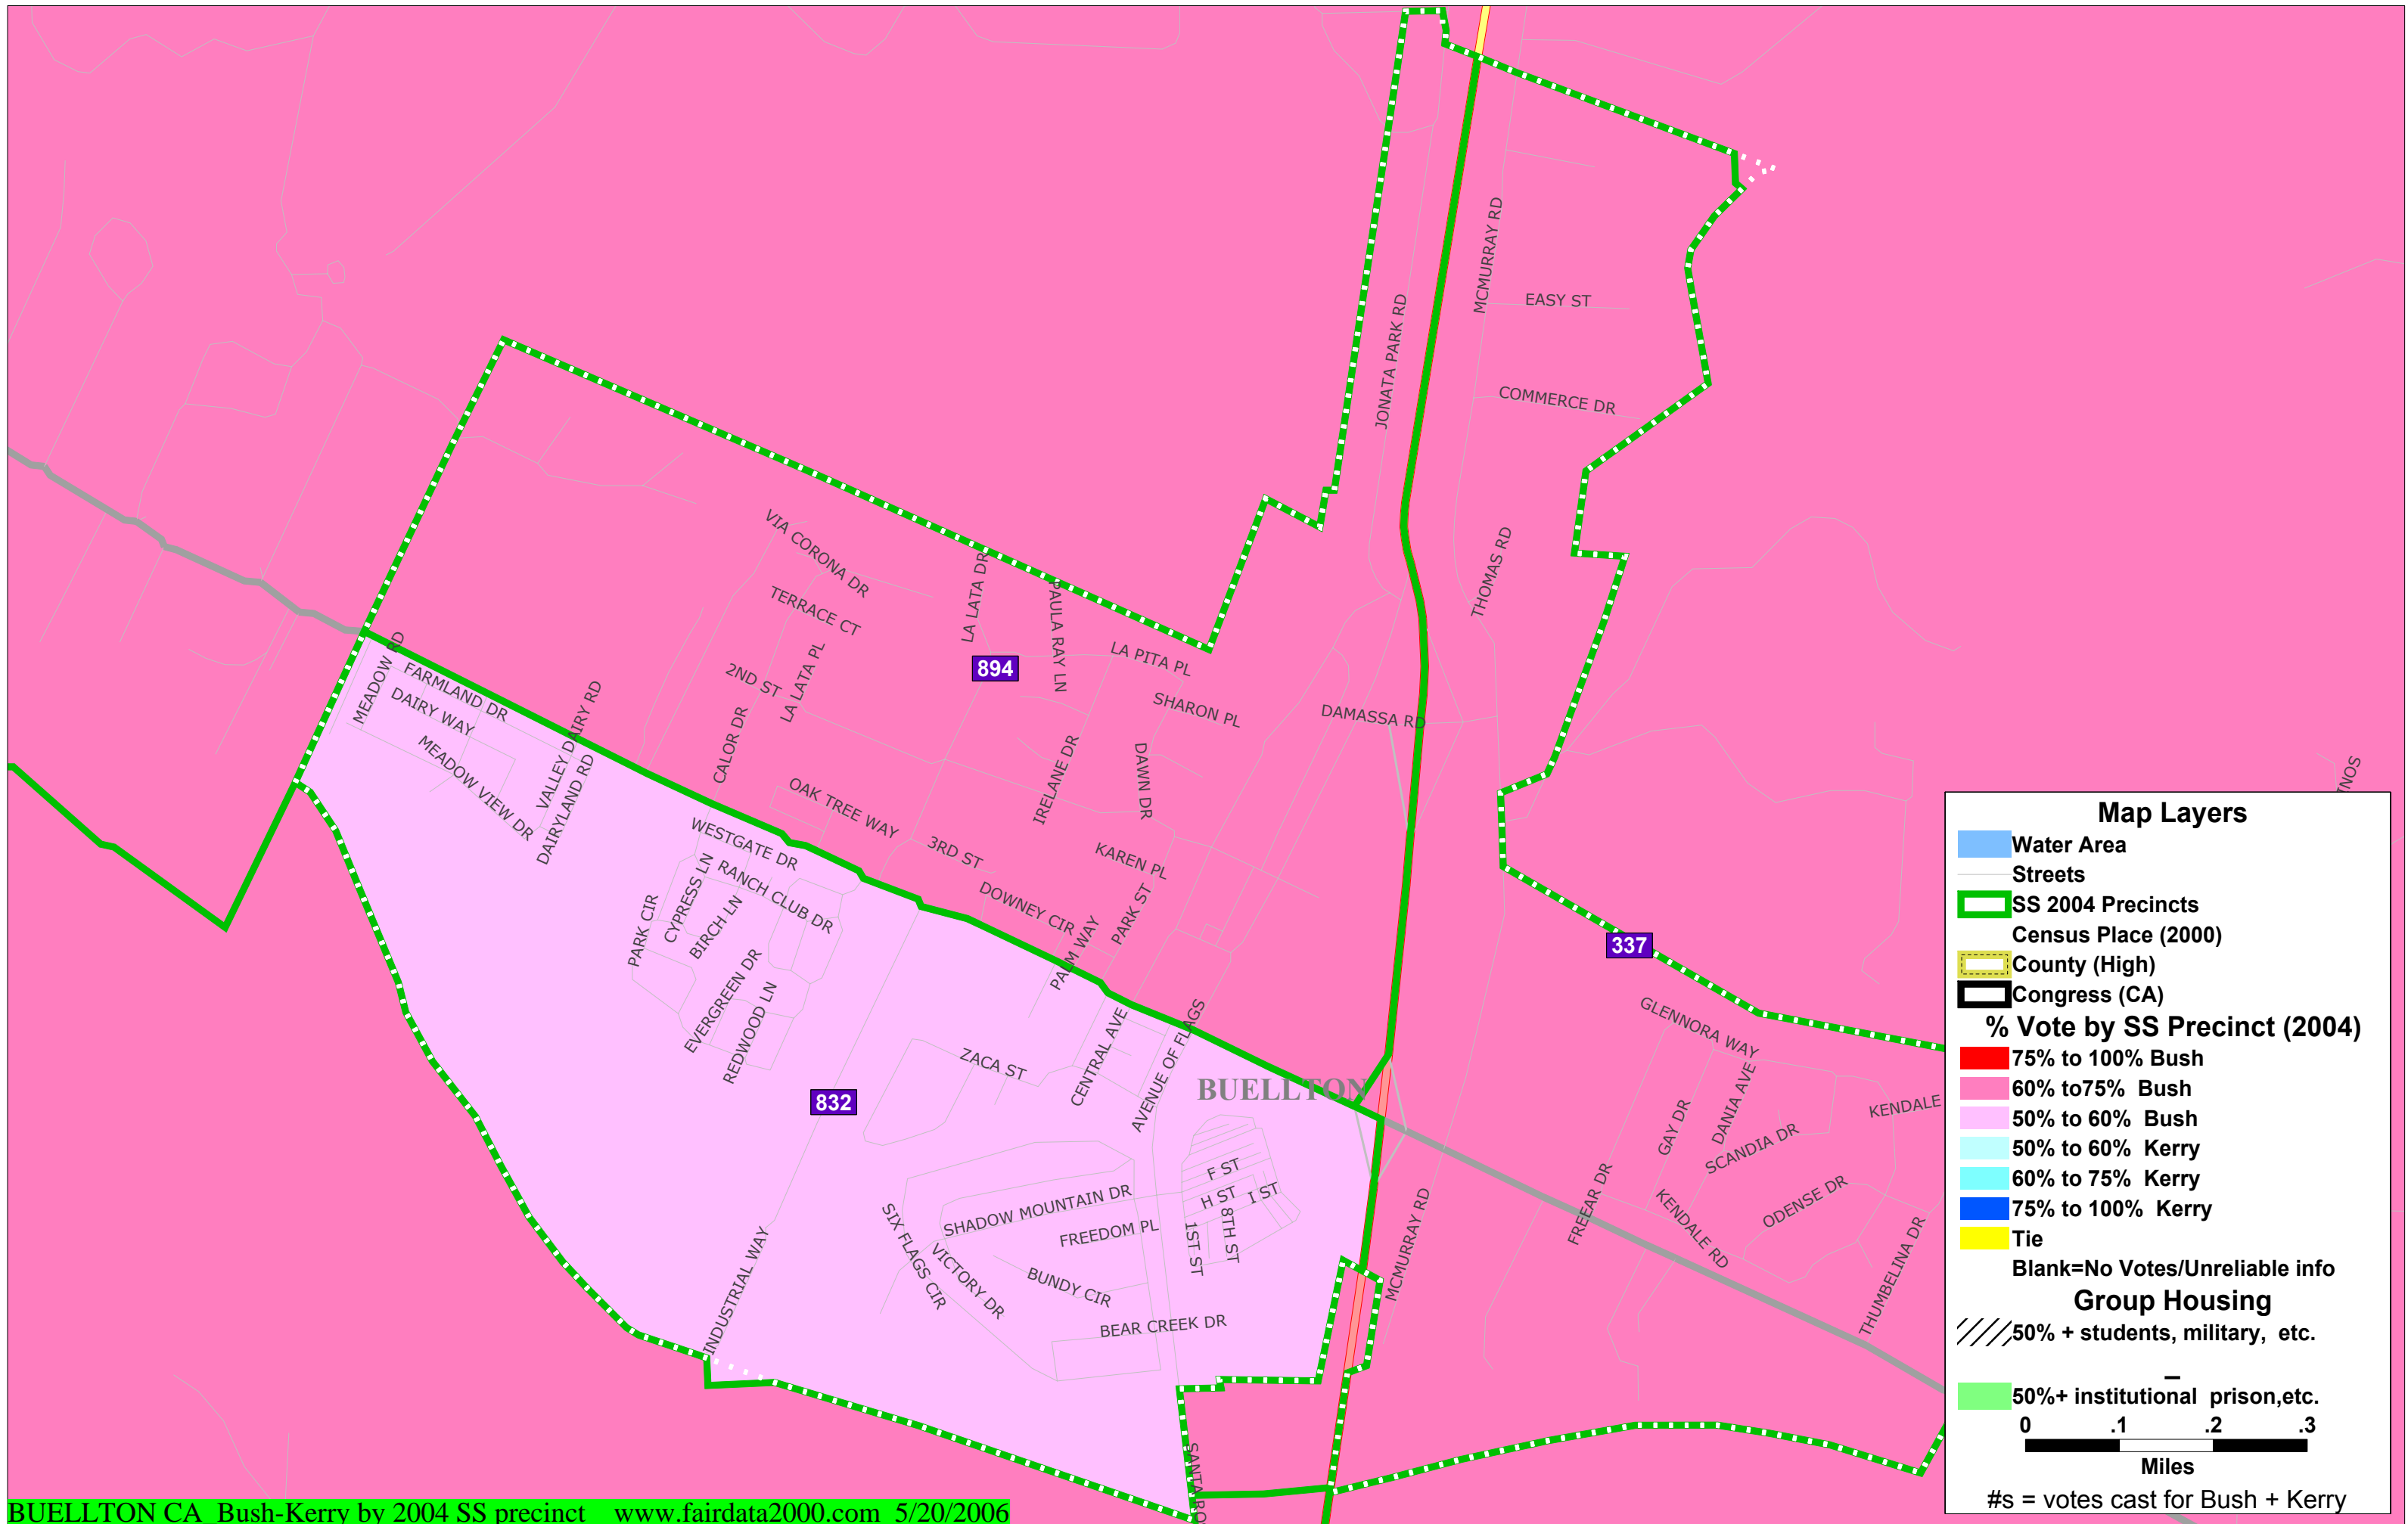 JONATA PARK RD
MCMURRAY RD
EASY ST
COMMERCE DR
THOMAS RD
VIA CORONA DR
TERRACE CT
LA LATA DR
PAULA RAY LN
LA PITA PL
894
2ND ST
LA LATA PL
SHARON PL
DAMASSA RD
CALOR DR
IRELANE DR
DAWN DR
MEADOW RD
FARMLAND DR
DAIRY WAY
MEADOW VIEW DR
VALLEY DAIRY RD
DAIRYLAND RD
OAK TREE WAY
3RD ST
KAREN PL
DOWNEY CIR
PALM WAY
PARK ST
WESTGATE DR
RANCH CLUB DR
PARK CIR
CYPRESS LN
BIRCH LN
EVERGREEN DR
REDWOOD LN
832
ZACA ST
CENTRAL AVE
AVENUE OF FLAGS
BUELLTON
337
GLENNORA WAY
DANIA AVE
GAY DR
KENDALE
SCANDIA DR
ODENSE DR
FREEAR DR
KENDALE RD
THUMBELINA DR
MCMURRAY RD
F ST
H ST
I ST
8TH ST
1ST ST
SHADOW MOUNTAIN DR
FREEDOM PL
SIX FLAGS CIR
VICTORY DR
BUNDY CIR
BEAR CREEK DR
INDUSTRIAL WAY
SANTA RO
INOS
Map Layers
Water Area
Streets
SS 2004 Precincts
Census Place (2000)
County (High)
Congress (CA)
% Vote by SS Precinct (2004)
75% to 100% Bush
60% to75% Bush
50% to 60% Bush
50% to 60% Kerry
60% to 75% Kerry
75% to 100% Kerry
Tie
Blank=No Votes/Unreliable info
Group Housing
50% + students, military, etc.
_
50%+ institutional prison,etc.
0 .1 .2 .3
Miles
#s = votes cast for Bush + Kerry
BUELLTON CA Bush-Kerry by 2004 SS precinct www.fairdata2000.com 5/20/2006